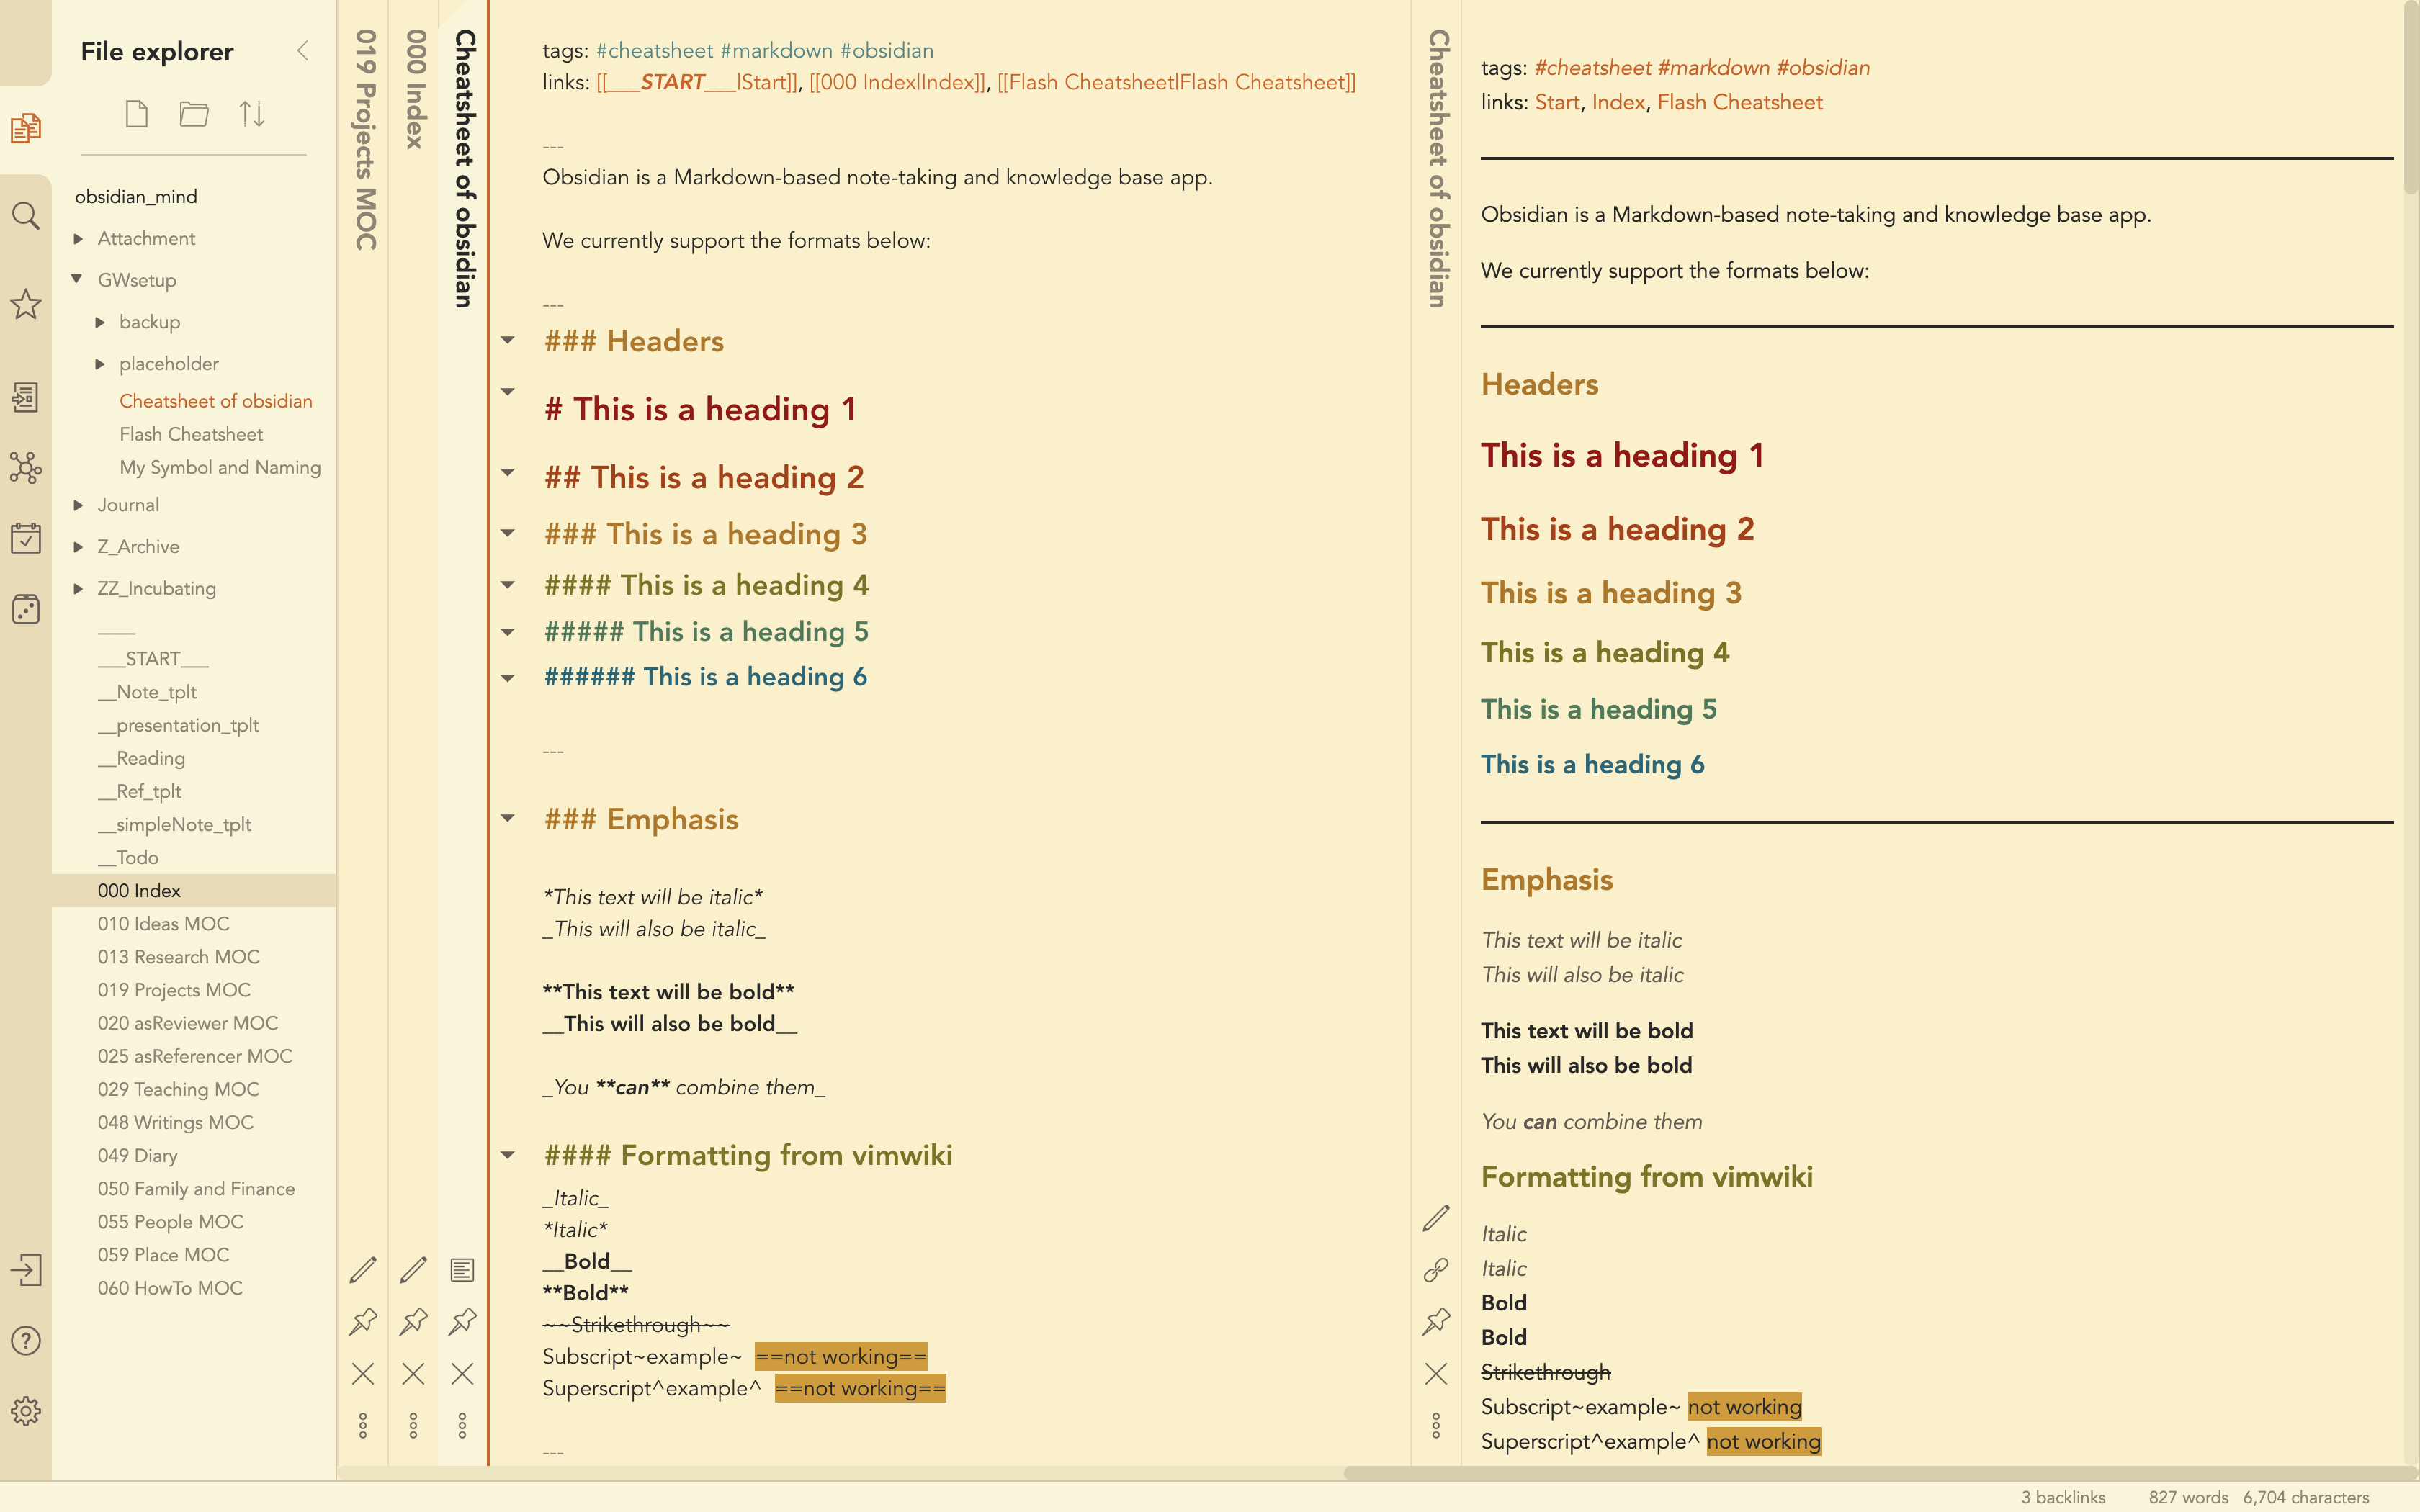 File explorer
obsidian_mind
Attachment
GWsetup
backup
placeholder
Cheatsheet of obsidian
Flash Cheatsheet
My Symbol and Naming
Journal
Z_Archive
ZZ_Incubating
____
___START___
__Note_tplt
__presentation_tplt
__Reading
__Ref_tplt
__simpleNote_tplt
__Todo
000 Index
010 Ideas MOC
013 Research MOC
019 Projects MOC
020 asReviewer MOC
025 asReferencer MOC
029 Teaching MOC
048 Writings MOC
049 Diary
050 Family and Finance
055 People MOC
059 Place MOC
060 HowTo MOC
019 Projects MOC
000 Index
Cheatsheet of obsidian
tags: #cheatsheet #markdown #obsidian
links: [[___START___|Start]], [[000 Index|Index]], [[Flash Cheatsheet|Flash Cheatsheet]]
---
Obsidian is a Markdown-based note-taking and knowledge base app.
We currently support the formats below:
---
### Headers
# This is a heading 1
## This is a heading 2
### This is a heading 3
#### This is a heading 4
##### This is a heading 5
###### This is a heading 6
---
### Emphasis
*This text will be italic*
_This will also be italic_
**This text will be bold**
__This will also be bold__
_You **can** combine them_
#### Formatting from vimwiki
_Italic_
*Italic*
__Bold__
**Bold**
~~Strikethrough~~
Subscript~example~ ==not working==
Superscript^example^ ==not working==
---
Cheatsheet of obsidian
tags: #cheatsheet #markdown #obsidian
links: Start, Index, Flash Cheatsheet
Obsidian is a Markdown-based note-taking and knowledge base app.
We currently support the formats below:
Headers
This is a heading 1
This is a heading 2
This is a heading 3
This is a heading 4
This is a heading 5
This is a heading 6
Emphasis
This text will be italic
This will also be italic
This text will be bold
This will also be bold
You can combine them
Formatting from vimwiki
Italic
Italic
Bold
Bold
Strikethrough
Subscript~example~ not working
Superscript^example^ not working
3 backlinks 827 words 6,704 characters